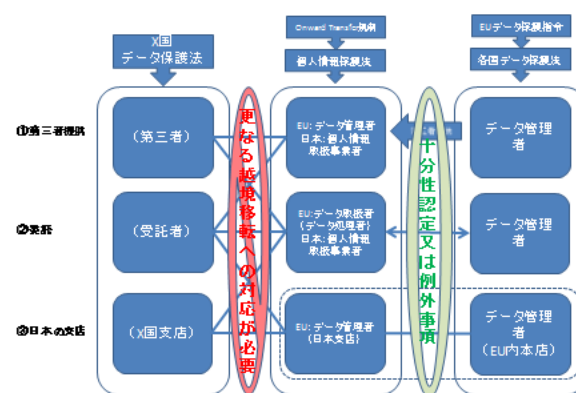 X国
データ保護法
Onward Transfer規制
個人情報保護法
EUデータ保護指令
各国データ保護法
①第三者提供
(第三者)
EU: データ管理者
日本: 個人情報
取扱事業者
データ管理
者
②委託
(受託者)
EU:データ取扱者
(データ処理者)
日本: 個人情報
取扱事業者
データ管理
者
③日本の支店
(X国支店)
EU: データ管理者
(日本支店)
データ管理
者
(EU内本店)
更なる越境移転への対応が必要
十分性認定又は例外事項